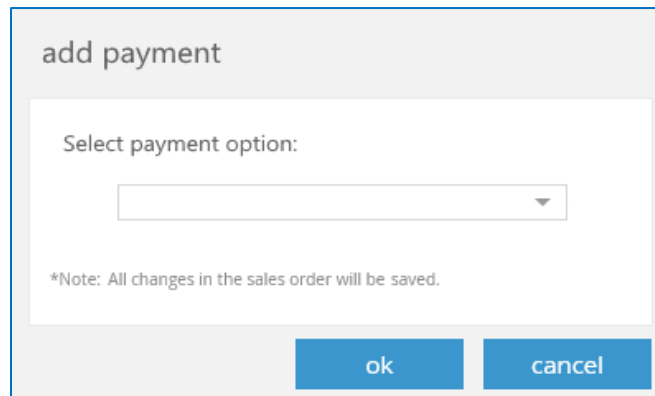 add payment
Select payment option:
*Note: All changes in the sales order will be saved.
ok
cancel